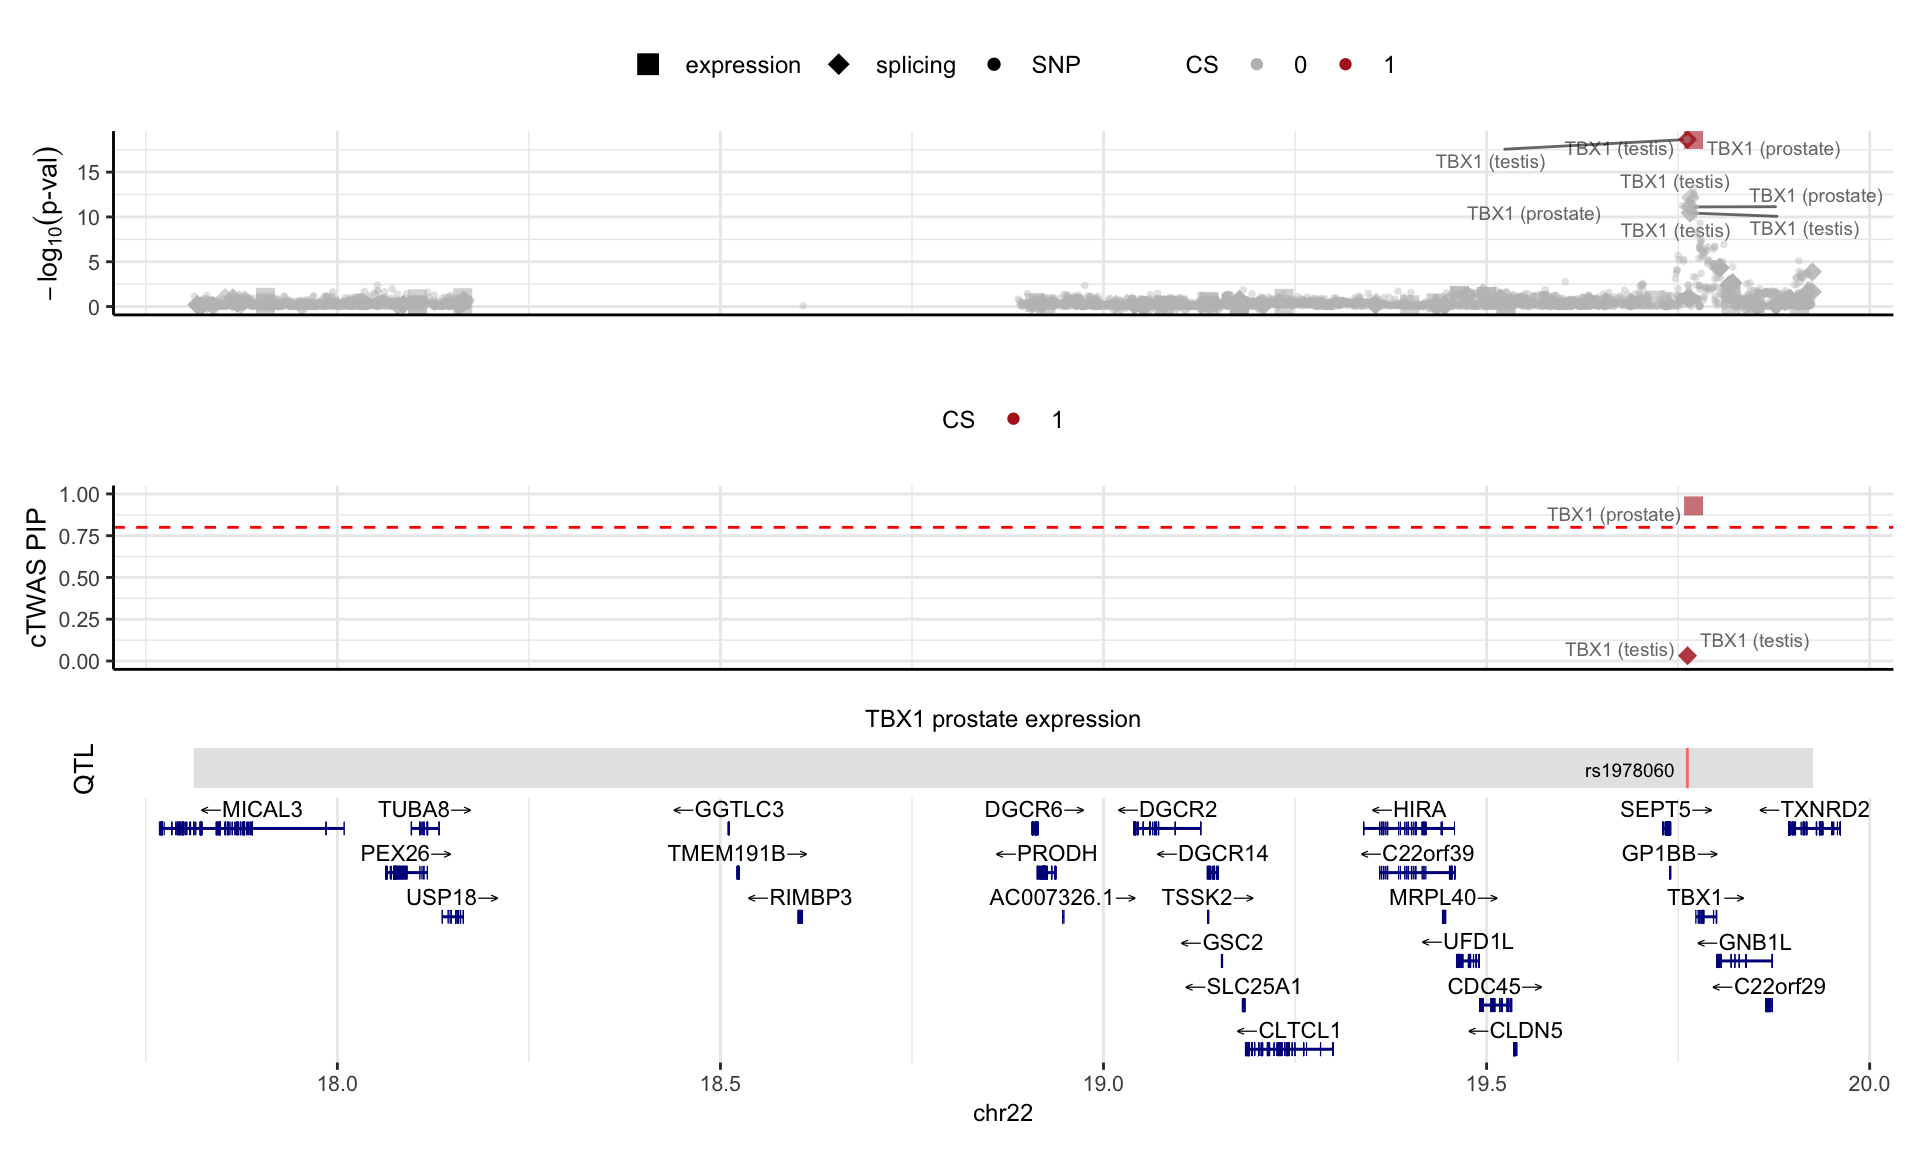 expression splicing SNP CS 0 1
−log10(p-val)
15
10
5
0
TBX1 (testis)
TBX1 (prostate)
TBX1 (testis)
TBX1 (testis)
TBX1 (prostate)
TBX1 (prostate)
TBX1 (testis)
TBX1 (testis)
CS 1
cTWAS PIP
1.00
0.75
0.50
0.25
0.00
TBX1 (prostate)
TBX1 (testis)
TBX1 (testis)
TBX1 prostate expression
QTL
rs1978060
←MICAL3 TUBA8→ ←GGTLC3 DGCR6→ ←DGCR2 ←HIRA SEPT5→ ←TXNRD2
PEX26→ TMEM191B→ ←PRODH ←DGCR14 ←C22orf39 GP1BB→
USP18→ ←RIMBP3 AC007326.1→ TSSK2→ MRPL40→ TBX1→
←GSC2 ←UFD1L ←GNB1L
←SLC25A1 CDC45→ ←C22orf29
←CLTCL1 ←CLDN5
18.0 18.5 19.0 19.5 20.0
chr22